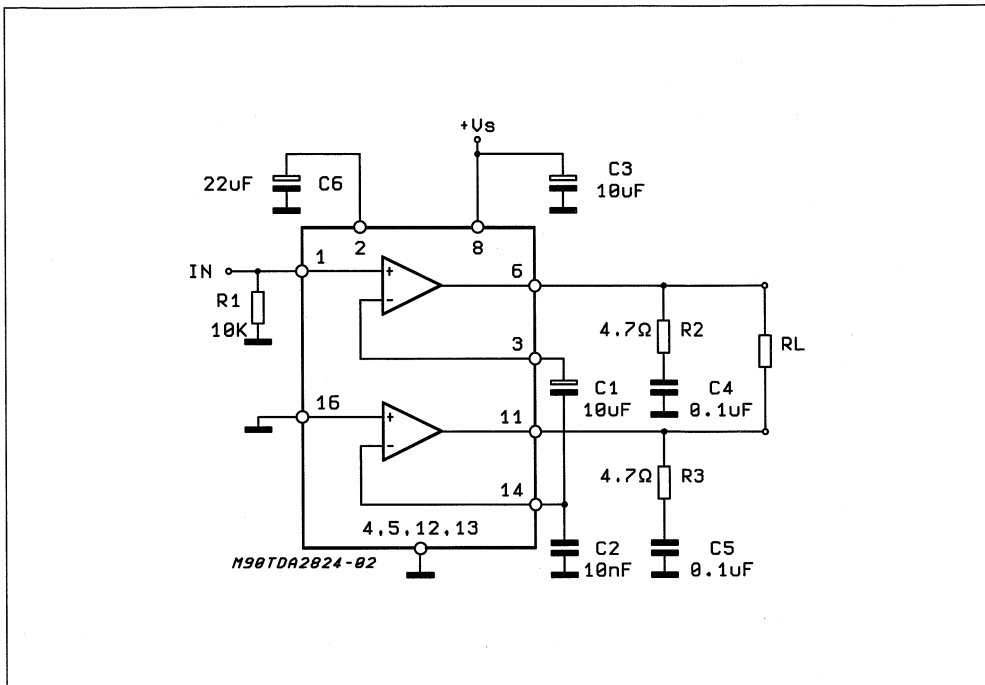 +Vs
22uF C6
C3
10uF
2
8
IN
1
+
-
6
R1
10K
4.7Ω R2
RL
3
C1
10uF
C4
0.1uF
16
+
-
11
4.7Ω R3
14
4,5,12,13
C2
10nF
C5
0.1uF
M90TDA2824-02